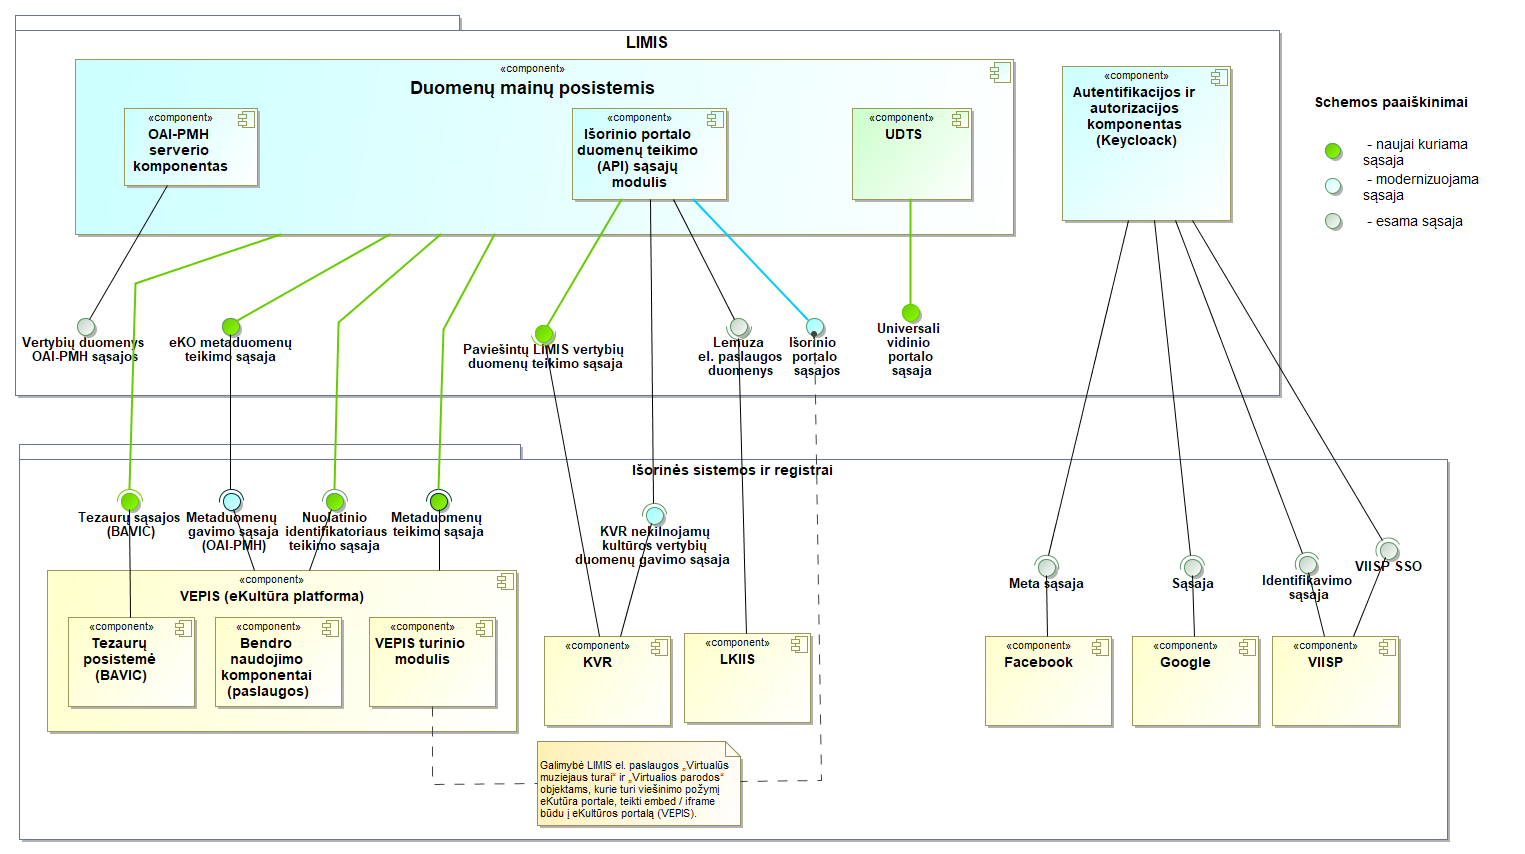 LIMIS
«component»
Duomenų mainų posistemis
«component»
OAI-PMH
serverio
komponentas
«component»
Išorinio portalo
duomenų teikimo
(API) sąsajų
modulis
«component»
UDTS
«component»
Autentifikacijos ir
autorizacijos
komponentas
(Keycloack)
Schemos paaiškinimai
- naujai kuriama
sąsaja
- modernizuojama
sąsaja
- esama sąsaja
Vertybių duomenys
OAI-PMH sąsajos
eKO metaduomenų
teikimo sąsaja
Paviešintų LIMIS vertybių
duomenų teikimo sąsaja
Lemuza
el. paslaugos
duomenys
Išorinio
portalo
sąsajos
Universali
vidinio
portalo
sąsaja
Išorinės sistemos ir registrai
Tezaurų sąsajos
(BAVIC)
Metaduomenų
gavimo sąsaja
(OAI-PMH)
Nuolatinio
identifikatoriaus
teikimo sąsaja
Metaduomenų
teikimo sąsaja
KVR nekilnojamų
kultūros vertybių
duomenų gavimo sąsaja
Meta sąsaja
Sąsaja
Identifikavimo
sąsaja
VIISP SSO
«component»
VEPIS (eKultūra platforma)
«component»
Tezaurų
posistemė
(BAVIC)
«component»
Bendro
naudojimo
komponentai
(paslaugos)
«component»
VEPIS turinio
modulis
«component»
KVR
«component»
LKIIS
«component»
Facebook
«component»
Google
«component»
VIISP
Galimybė LIMIS el. paslaugos „Virtualūs
muziejaus turai“ ir „Virtualios parodos“
objektams, kurie turi viešinimo požymį
eKutūra portale, teikti embed / iframe
būdu į eKultūros portalą (VEPIS).